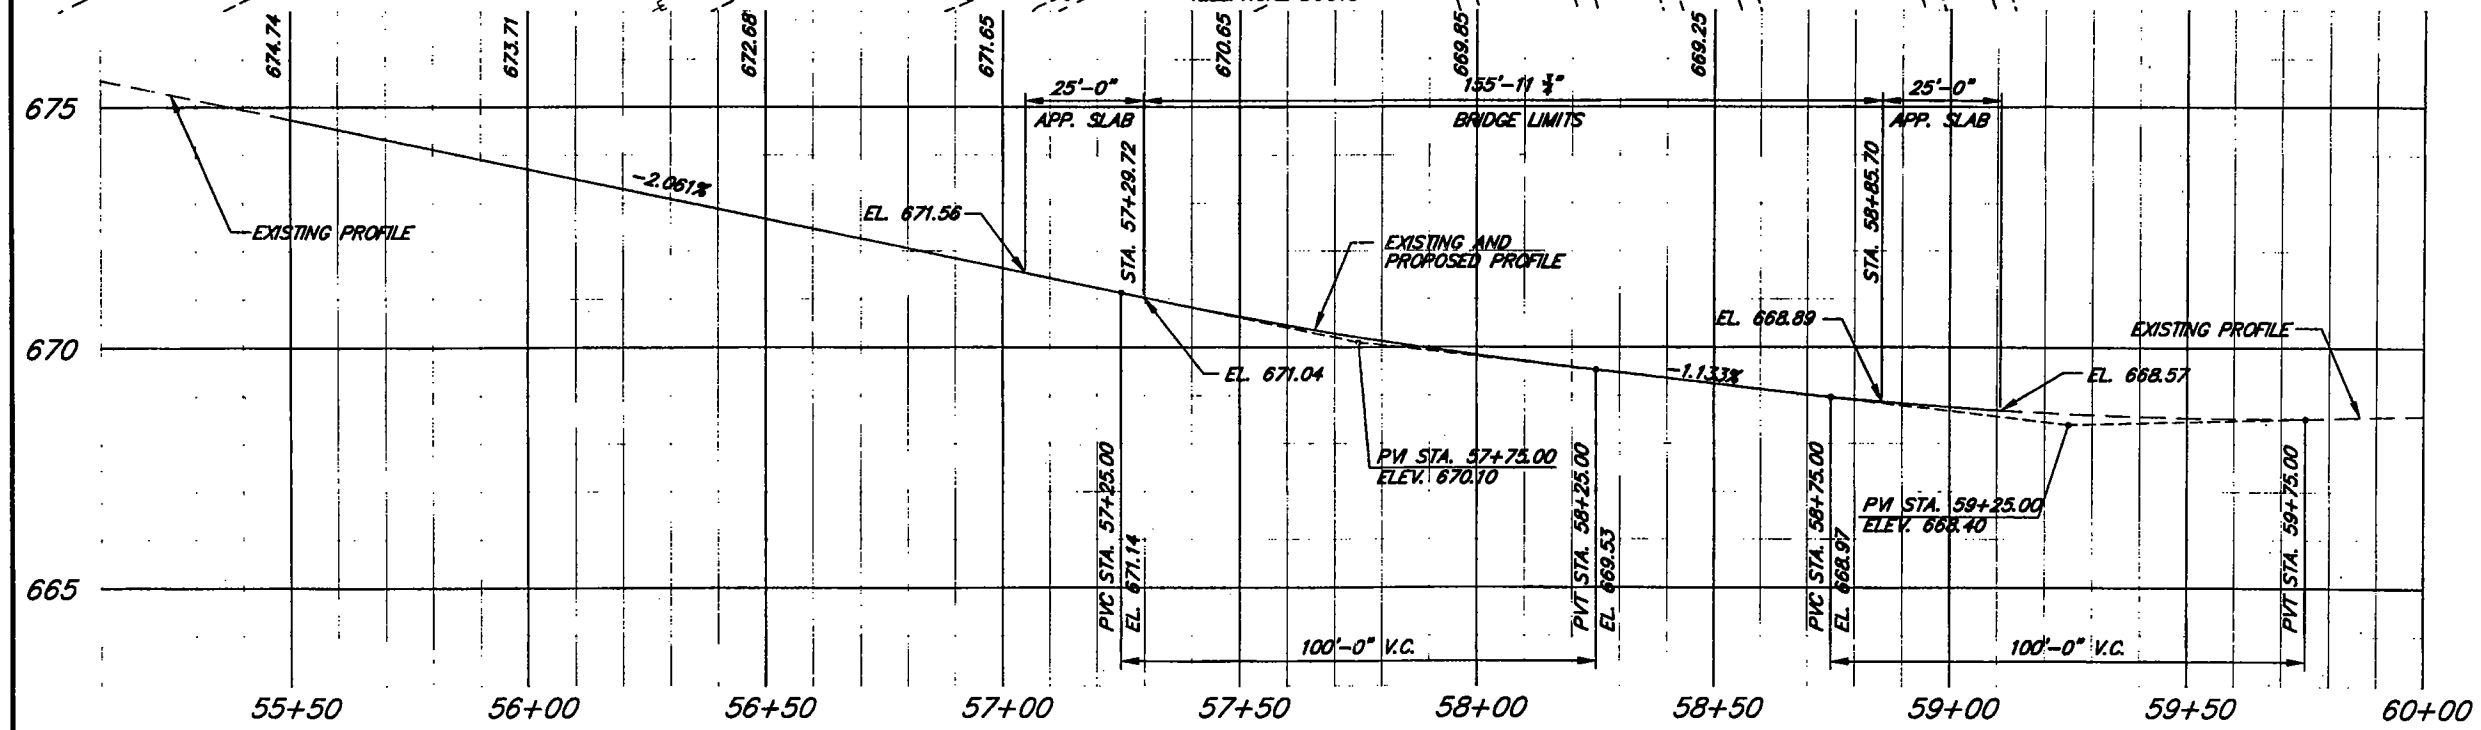 674.74
673.71
672.68
671.65
670.65
669.85
669.25
25'-0"
155'-11 3/4"
25'-0"
675
APP. SLAB
BRIDGE LIMITS
APP. SLAB
STA. 57+29.72
STA. 58+85.70
-2.061%
EL. 671.56
EXISTING PROFILE
EXISTING AND
PROPOSED PROFILE
EL. 668.89
EXISTING PROFILE
670
EL. 671.04
-1.133%
EL. 668.57
PVI STA. 57+75.00
ELEV. 670.10
PVI STA. 59+25.00
ELEV. 668.40
PVC STA. 57+25.00
EL. 671.14
PVT STA. 58+25.00
EL. 669.53
PVC STA. 58+75.00
EL. 668.97
PVT STA. 59+75.00
665
100'-0" V.C.
100'-0" V.C.
55+50
56+00
56+50
57+00
57+50
58+00
58+50
59+00
59+50
60+00